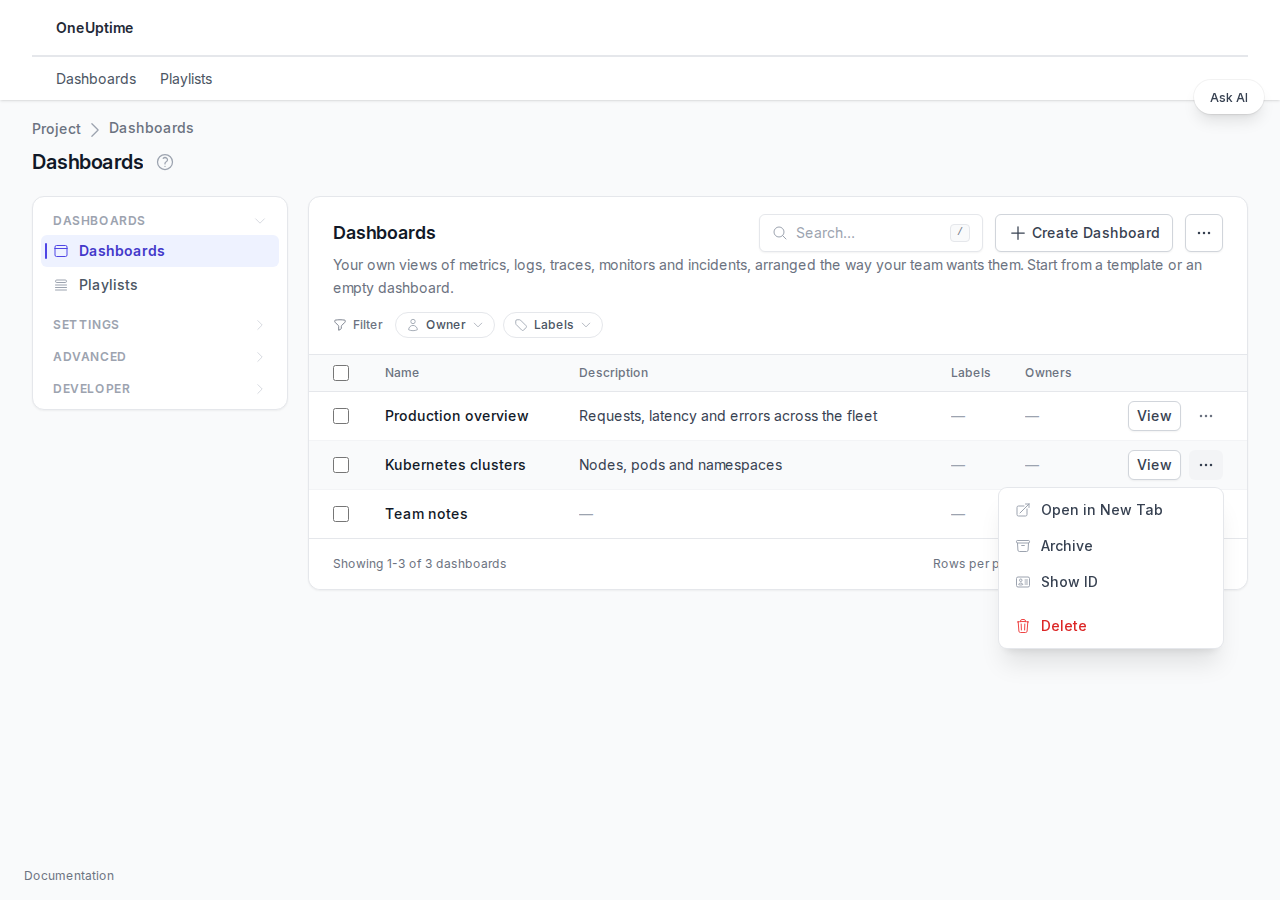 OneUptime
Dashboards Playlists
Ask AI
Project Dashboards
Dashboards
DASHBOARDS
Dashboards
Playlists
SETTINGS
ADVANCED
DEVELOPER
Dashboards
Search...
/
Create Dashboard
Your own views of metrics, logs, traces, monitors and incidents, arranged the way your team wants them. Start from a template or an
empty dashboard.
Filter Owner Labels
Name Description Labels Owners
Production overview Requests, latency and errors across the fleet — — View
Kubernetes clusters Nodes, pods and namespaces — — View
Team notes — —
Showing 1-3 of 3 dashboards Rows per
Open in New Tab
Archive
Show ID
Delete
Documentation